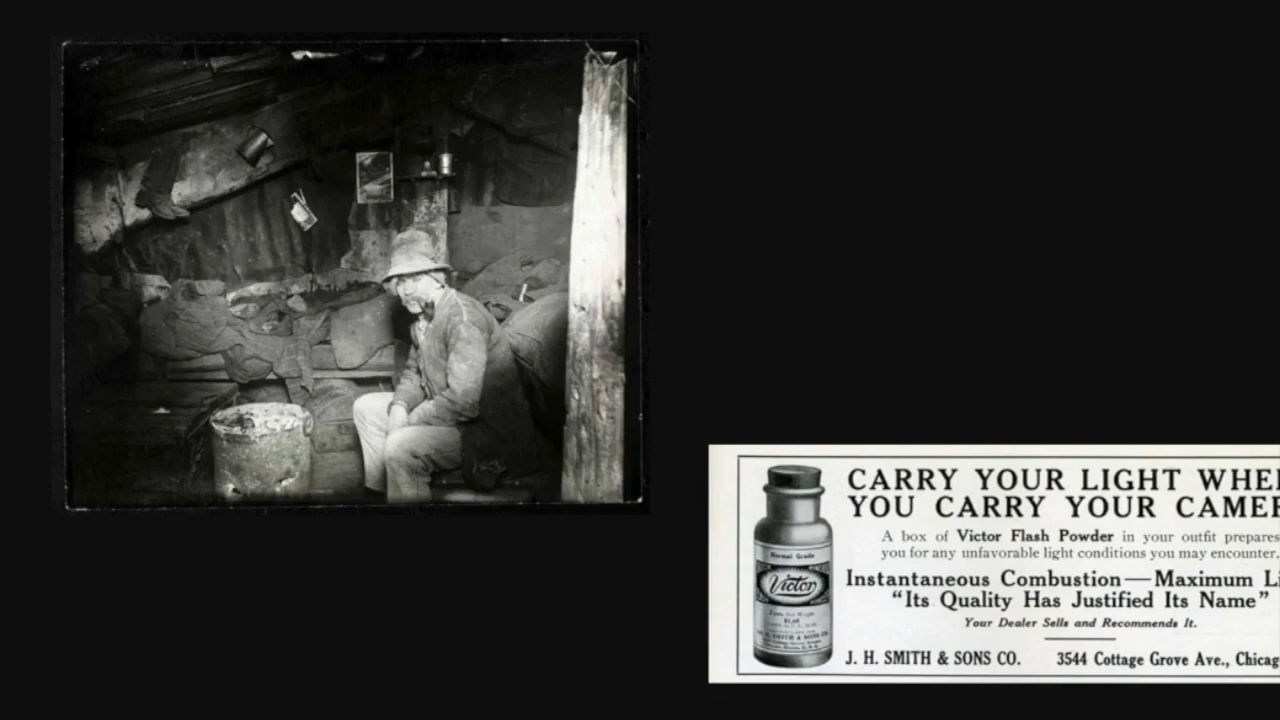 CARRY YOUR LIGHT WHE
YOU CARRY YOUR CAMER
A box of Victor Flash Powder in your outfit prepares
you for any unfavorable light conditions you may encounter.
Instantaneous Combustion—Maximum Li
"Its Quality Has Justified Its Name"
Your Dealer Sells and Recommends It.
J. H. SMITH & SONS CO. 3544 Cottage Grove Ave., Chicag
Normal Grade
Victor